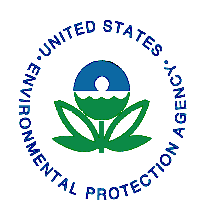 •UNITED STATES•
ENVIRONMENTAL PROTECTION AGENCY